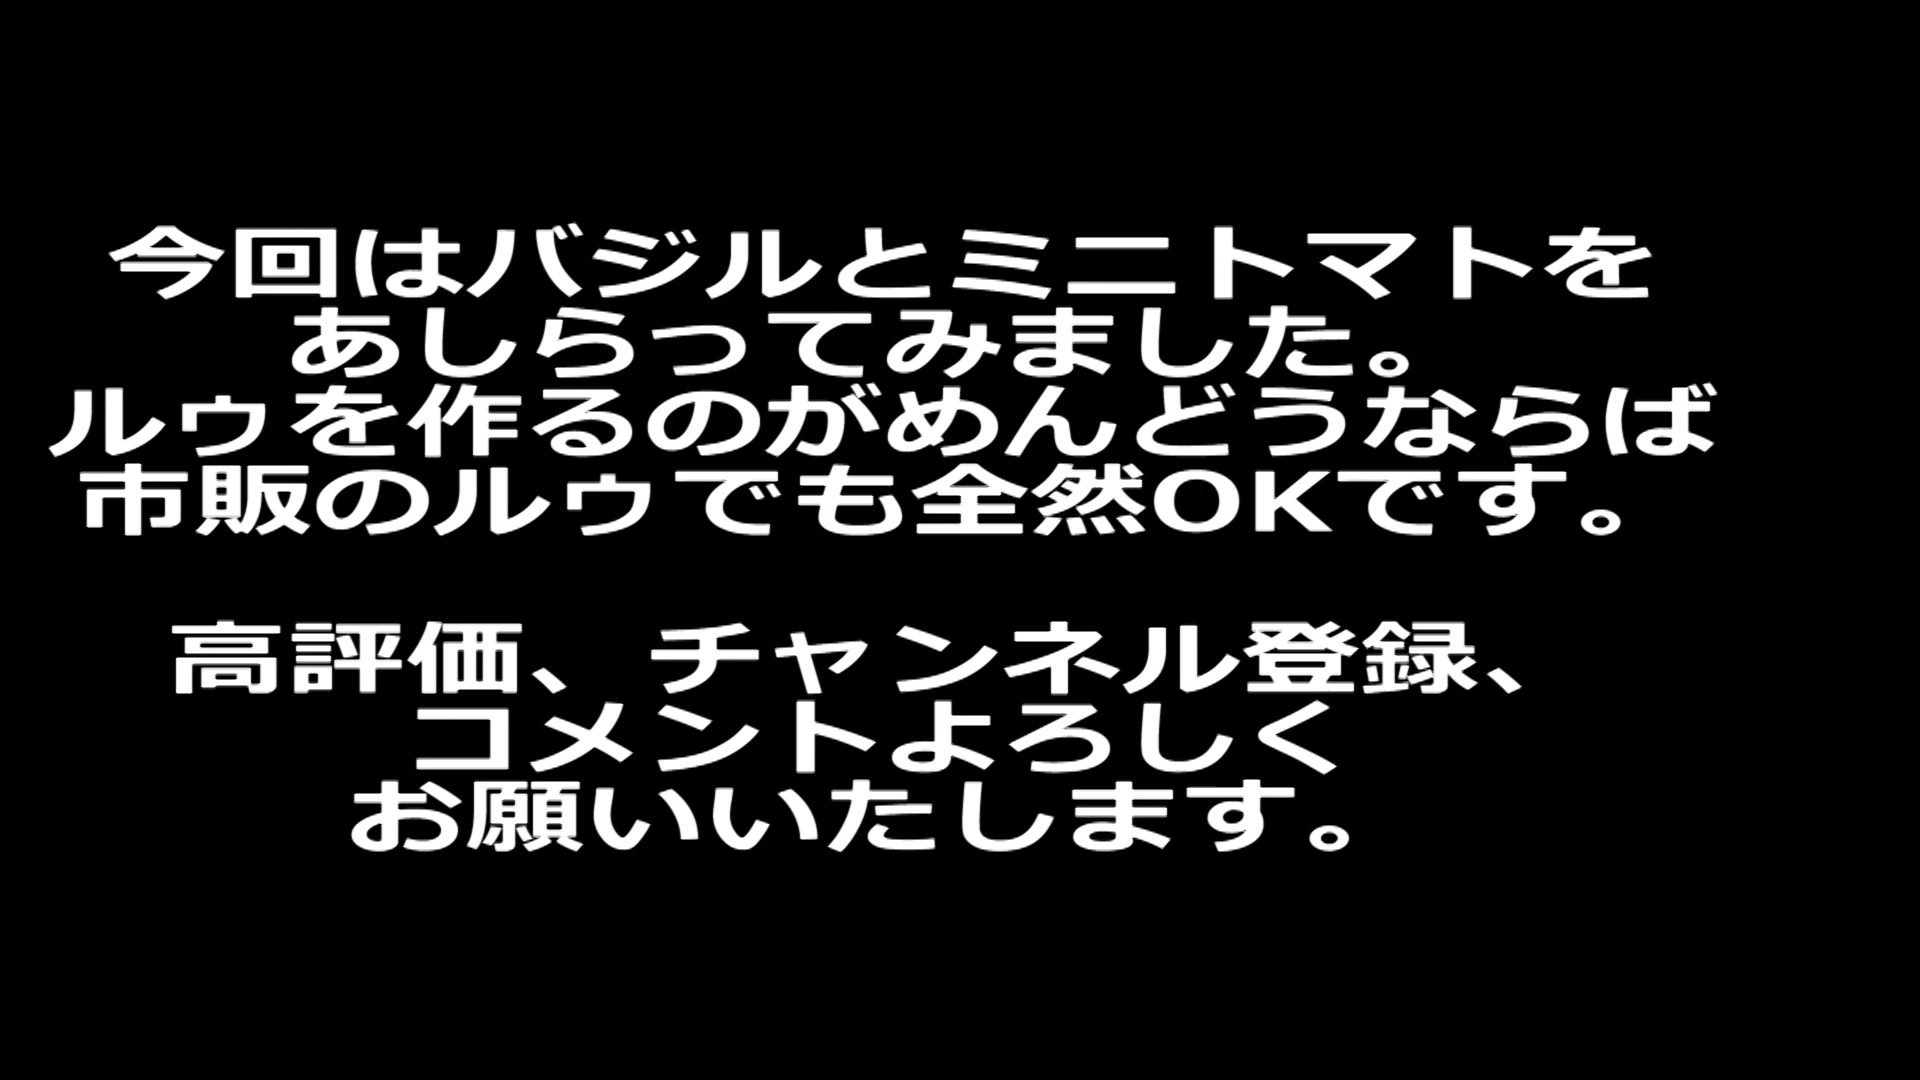 今回はバジルとミニトマトを
あしらってみました。
ルゥを作るのがめんどうならば
市販のルゥでも全然OKです。
高評価、チャンネル登録、
コメントよろしく
お願いいたします。